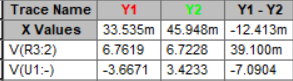 Trace Name Y1 Y2 Y1 - Y2
X Values 33.535m 45.948m -12.413m
V(R3:2) 6.7619 6.7228 39.100m
V(U1:-) -3.6671 3.4233 -7.0904